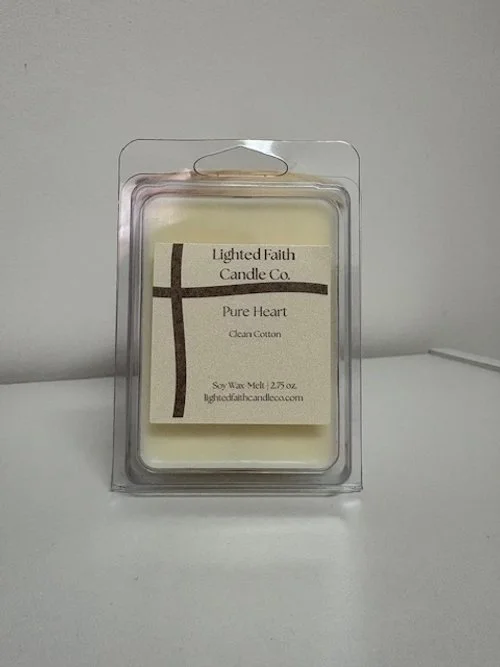 Lighted Faith
Candle Co.
Pure Heart
Clean Cotton
Soy Wax Melt | 2.75 oz.
lightedfaithcandleco.com